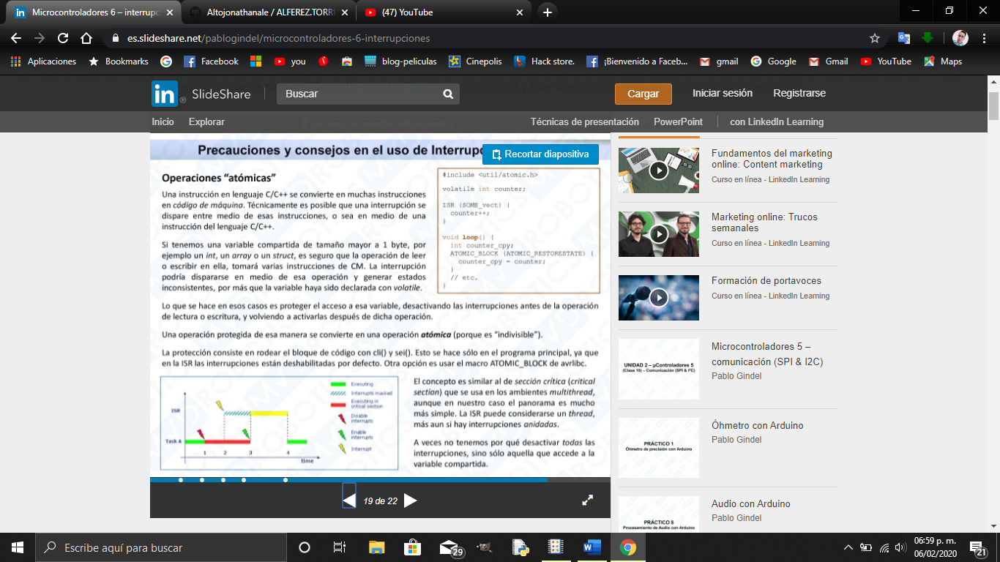 Microcontroladores 6 – interrupc
Altojonathanale / ALFEREZ.TORRE
(47) YouTube
es.slideshare.net/pablogindel/microcontroladores-6-interrupciones
Aplicaciones
Bookmarks
Facebook
you
blog-peliculas
Cinepolis
Hack store.
¡Bienvenido a Faceb...
gmail
Google
Gmail
YouTube
Maps
in SlideShare
Buscar
Cargar
Iniciar sesión
Registrarse
Inicio
Explorar
Técnicas de presentación
PowerPoint
con LinkedIn Learning
Precauciones y consejos en el uso de Interrupc
Recortar diapositiva
Operaciones “atómicas”
Una instrucción en lenguaje C/C++ se convierte en muchas instrucciones
en código de máquina. Técnicamente es posible que una interrupción se
dispare entre medio de esas instrucciones, o sea en medio de una
instrucción del lenguaje C/C++.
Si tenemos una variable compartida de tamaño mayor a 1 byte, por
ejemplo un int, un array o un struct, es seguro que la operación de leer
o escribir en ella, tomará varias instrucciones de CM. La interrupción
podría dispararse en medio de esa operación y generar estados
inconsistentes, por más que la variable haya sido declarada con volatile.
#include <util/atomic.h>
volatile int counter;
ISR (SOME_vect) {
counter++;
}
void loop() {
int counter_cpy;
ATOMIC_BLOCK (ATOMIC_RESTORESTATE) {
counter_cpy = counter;
}
// etc.
}
Lo que se hace en esos casos es proteger el acceso a esa variable, desactivando las interrupciones antes de la operación
de lectura o escritura, y volviendo a activarlas después de dicha operación.
Una operación protegida de esa manera se convierte en una operación atómica (porque es “indivisible”).
La protección consiste en rodear el bloque de código con cli() y sei(). Esto se hace sólo en el programa principal, ya que
en la ISR las interrupciones están deshabilitadas por defecto. Otra opción es usar el macro ATOMIC_BLOCK de avrlibc.
ISR
Task A
1 2 3 4
time
Executing
Interrupts masked
Executing in
critical section
Disable
interrupts
Enable
interrupts
Interrupt
El concepto es similar al de sección crítica (critical
section) que se usa en los ambientes multithread,
aunque en nuestro caso el panorama es mucho
más simple. La ISR puede considerarse un thread,
más aun si hay interrupciones anidadas.
A veces no tenemos por qué desactivar todas las
interrupciones, sino sólo aquella que accede a la
variable compartida.
19 de 22
Fundamentos del marketing
online: Content marketing
Curso en línea - LinkedIn Learning
Marketing online: Trucos
semanales
Curso en línea - LinkedIn Learning
Formación de portavoces
Curso en línea - LinkedIn Learning
UNIDAD 2 – µControladores 5
(Clase 10) – Comunicación (SPI & I²C)
Microcontroladores 5 –
comunicación (SPI & I2C)
Pablo Gindel
PRÁCTICO 1
Óhmetro de precisión con Arduino
Óhmetro con Arduino
Pablo Gindel
PRÁCTICO 8
Procesamiento de Audio con Arduino
Audio con Arduino
Pablo Gindel
Escribe aquí para buscar
29
06:59 p. m.
06/02/2020
21